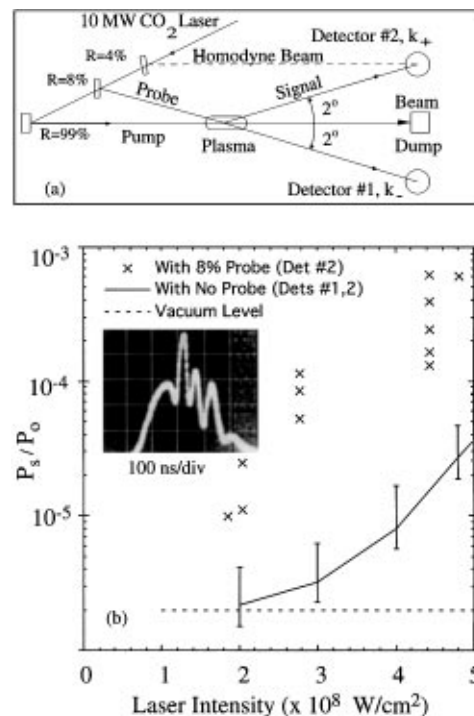 10 MW CO2 Laser
2
R=4%
R=8%
R=99%
Homodyne Beam
Detector #2, k+
Probe
Signal
Pump
Plasma
2°
2°
Beam
Dump
Detector #1, k-
(a)
10-3
× With 8% Probe (Det #2)
With No Probe (Dets #1,2)
Vacuum Level
10-4
Ps/Po
100 ns/div
10-5
(b)
0 1 2 3 4 5
Laser Intensity (x 10^8 W/cm^2)